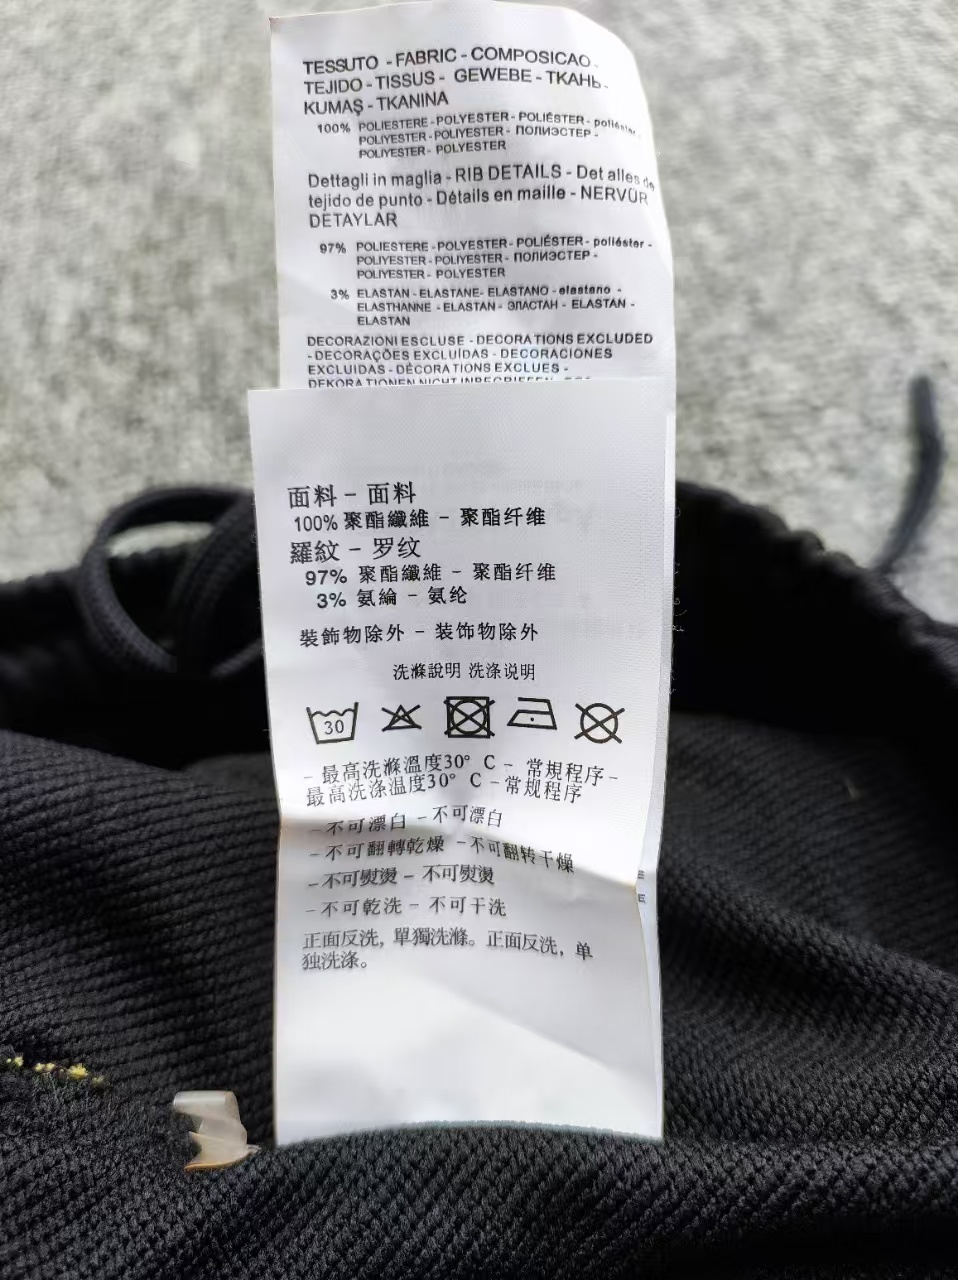 TESSUTO - FABRIC - COMPOSICAO -
TEJIDO - TISSUS - GEWEBE - ТКАНЬ -
KUMAŞ - TKANINA
100% POLIESTERE - POLYESTER - POLIÉSTER - poliéster -
POLIYESTER - POLYESTER - ПОЛИЭСТЕР -
POLIYESTER - POLYESTER
Dettagli in maglia - RIB DETAILS - Det alles de
tejido de punto - Détails en maille - NERVÜR
DETAYLAR
97% POLIESTERE - POLYESTER - POLIÉSTER - poliéster -
POLIYESTER - POLYESTER - ПОЛИЭСТЕР -
POLIYESTER - POLYESTER
3% ELASTAN - ELASTANE - ELASTANO - elastano -
ELASTHANNE - ELASTAN - ЭЛАСТАН - ELASTAN -
ELASTAN
DECORAZIONI ESCLUSE - DECORATIONS EXCLUDED
- DECORAÇÕES EXCLUÍDAS - DECORACIONES
EXCLUIDAS - DÉCORATIONS EXCLUES -
DEKORATIONEN NICHT INBEGRIFFEN -
面料 - 面料
100% 聚酯纖維 - 聚酯纤维
羅紋 - 罗纹
97% 聚酯纖維 - 聚酯纤维
3% 氨綸 - 氨纶
裝飾物除外 - 装饰物除外
洗滌說明 洗涤说明
30
- 最高洗滌溫度30° C - 常規程序 -
最高洗涤温度30° C - 常规程序
- 不可漂白 - 不可漂白
- 不可翻轉乾燥 - 不可翻转干燥
- 不可熨燙 - 不可熨烫
- 不可乾洗 - 不可干洗
正面反洗，單獨洗滌。正面反洗，单
独洗涤。